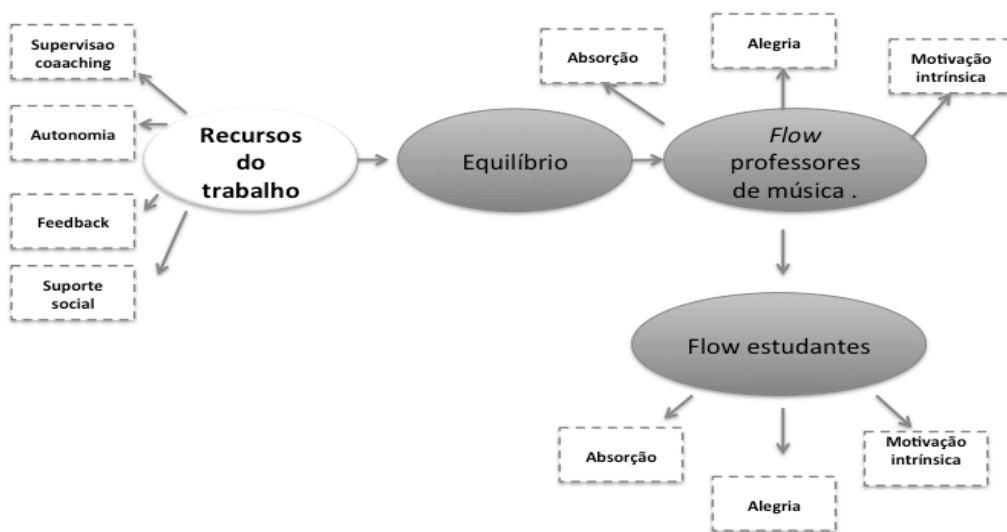 Supervisao
coaaching
Autonomia
Feedback
Suporte
social
Recursos
do
trabalho
Equilíbrio
Absorção
Alegria
Motivação
intrínsica
Flow
professores
de música .
Flow estudantes
Absorção
Alegria
Motivação
intrínsica